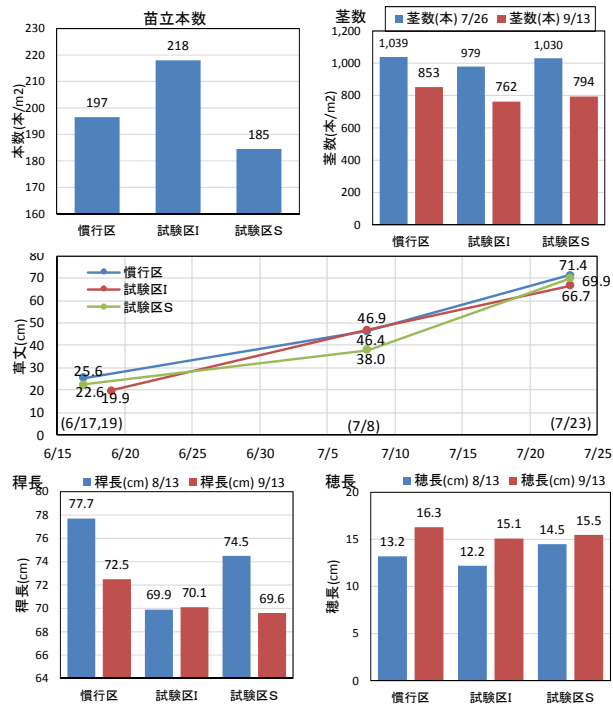 苗立本数
本数(本/m2)
230
220
210
200
190
180
170
160
197
218
185
慣行区
試験区I
試験区S
茎数
茎数(本) 7/26
茎数(本) 9/13
茎数(本/m2)
1,200
1,000
800
600
400
200
0
1,039
853
979
762
1,030
794
慣行区
試験区I
試験区S
草丈(cm)
80
70
60
50
40
30
20
10
0
慣行区
試験区I
試験区S
25.6
22.6
19.9
46.9
46.4
38.0
71.4
69.9
66.7
(6/17,19)
(7/8)
(7/23)
6/15
6/20
6/25
6/30
7/5
7/10
7/15
7/20
7/25
稈長
稈長(cm) 8/13
稈長(cm) 9/13
稈長(cm)
80
78
76
74
72
70
68
66
64
77.7
72.5
69.9
70.1
74.5
69.6
慣行区
試験区I
試験区S
穂長
穂長(cm) 8/13
穂長(cm) 9/13
穂長(cm)
20
15
10
5
0
13.2
16.3
12.2
15.1
14.5
15.5
慣行区
試験区I
試験区S